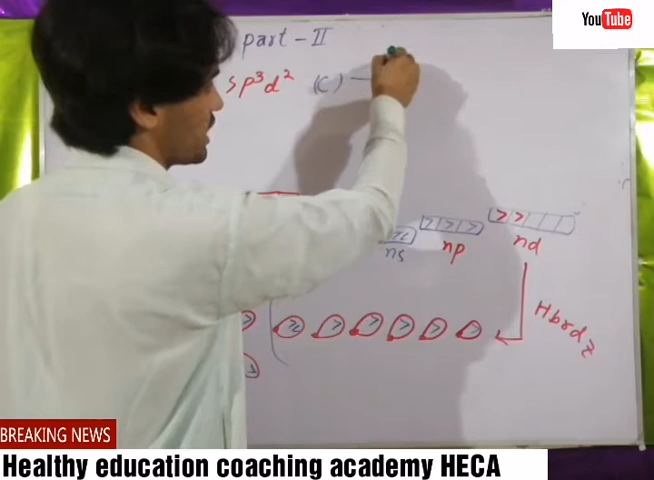 YouTube
part - II
sp³d² (c) —
ns
np
nd
Hbrdz
BREAKING NEWS
Healthy education coaching academy HECA